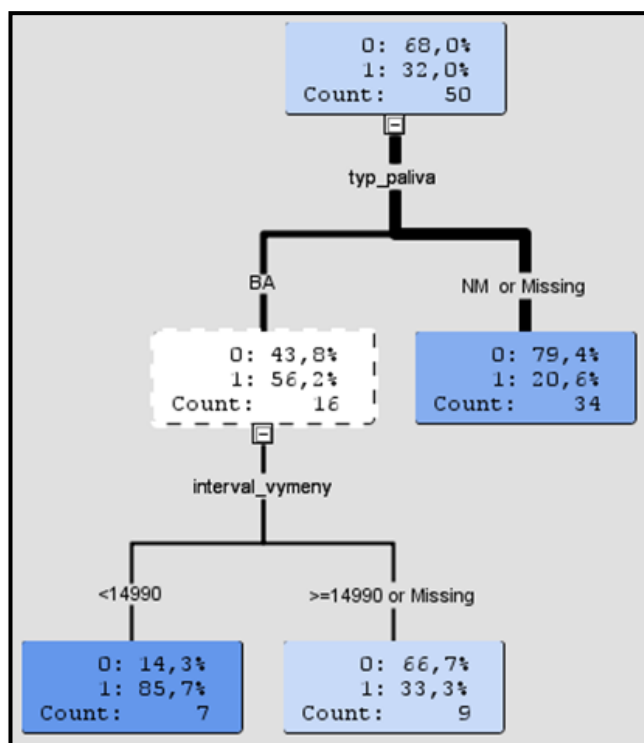 0: 68,0%
1: 32,0%
Count: 50
typ_paliva
BA
NM or Missing
0: 43,8%
1: 56,2%
Count: 16
0: 79,4%
1: 20,6%
Count: 34
interval_vymeny
<14990
>=14990 or Missing
0: 14,3%
1: 85,7%
Count: 7
0: 66,7%
1: 33,3%
Count: 9